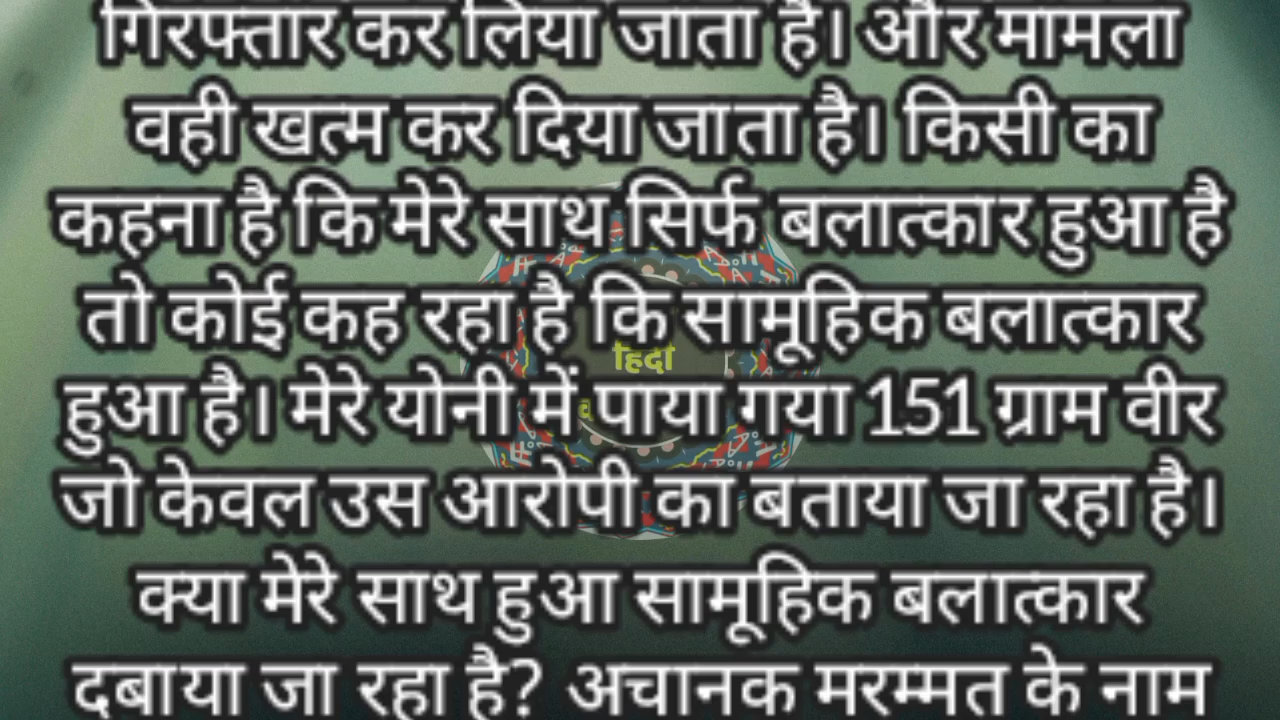 गिरफ्तार कर लिया जाता है। और मामला
वही खत्म कर दिया जाता है। किसी का
कहना है कि मेरे साथ सिर्फ बलात्कार हुआ है
तो कोई कह रहा है कि सामूहिक बलात्कार
हिंदी
हुआ है। मेरे योनी में पाया गया 151 ग्राम वीर
जो केवल उस आरोपी का बताया जा रहा है।
क्या मेरे साथ हुआ सामूहिक बलात्कार
दबाया जा रहा है? अचानक मरम्मत के नाम